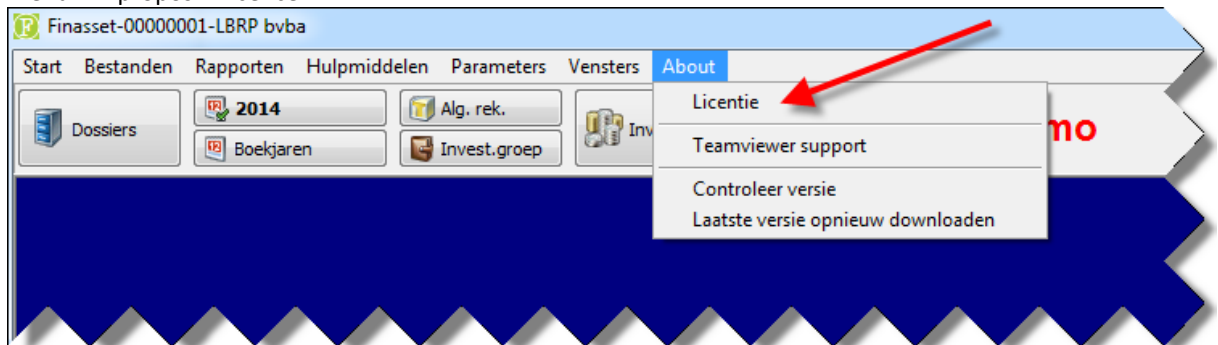 Finasset-00000001-LBRP bvba
Start Bestanden Rapporten Hulpmiddelen Parameters Vensters About
Dossiers
2014
Boekjaren
Alg. rek.
Invest.groep
Licentie
Teamviewer support
Controleer versie
Laatste versie opnieuw downloaden